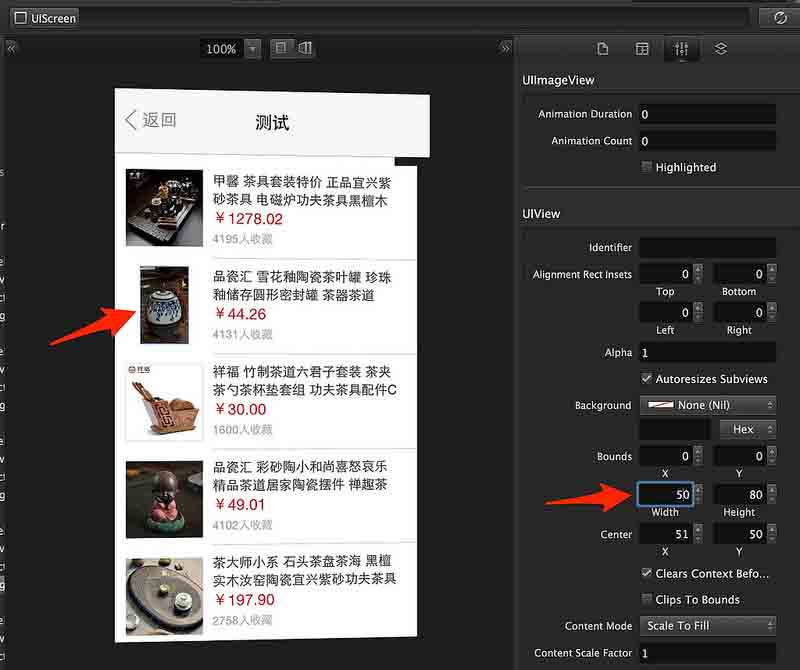 UIScreen
100%
返回
测试
甲馨 茶具套装特价 正品宜兴紫
砂茶具 电磁炉功夫茶具黑檀木
￥1278.02
4195人收藏
品瓷汇 雪花釉陶瓷茶叶罐 珍珠
釉储存圆形密封罐 茶器茶道
￥44.26
4131人收藏
祥福 竹制茶道六君子套装 茶夹
茶勺茶杯垫套组 功夫茶具配件C
￥30.00
1600人收藏
品瓷汇 彩砂陶小和尚喜怒哀乐
精品茶道居家陶瓷摆件 禅趣茶
￥49.01
4102人收藏
茶大师小系 石头茶盘茶海 黑檀
实木汝窑陶瓷宜兴紫砂功夫茶具
￥197.90
2758人收藏
UIImageView
Animation Duration 0
Animation Count 0
Highlighted
UIView
Identifier
Alignment Rect Insets 0 0
Top Bottom
0 0
Left Right
Alpha 1
Autoresizes Subviews
Background None (Nil)
Hex
Bounds 0 0
X Y
50 80
Width Height
Center 51 50
X Y
Clears Context Befo...
Clips To Bounds
Content Mode Scale To Fill
Content Scale Factor 1